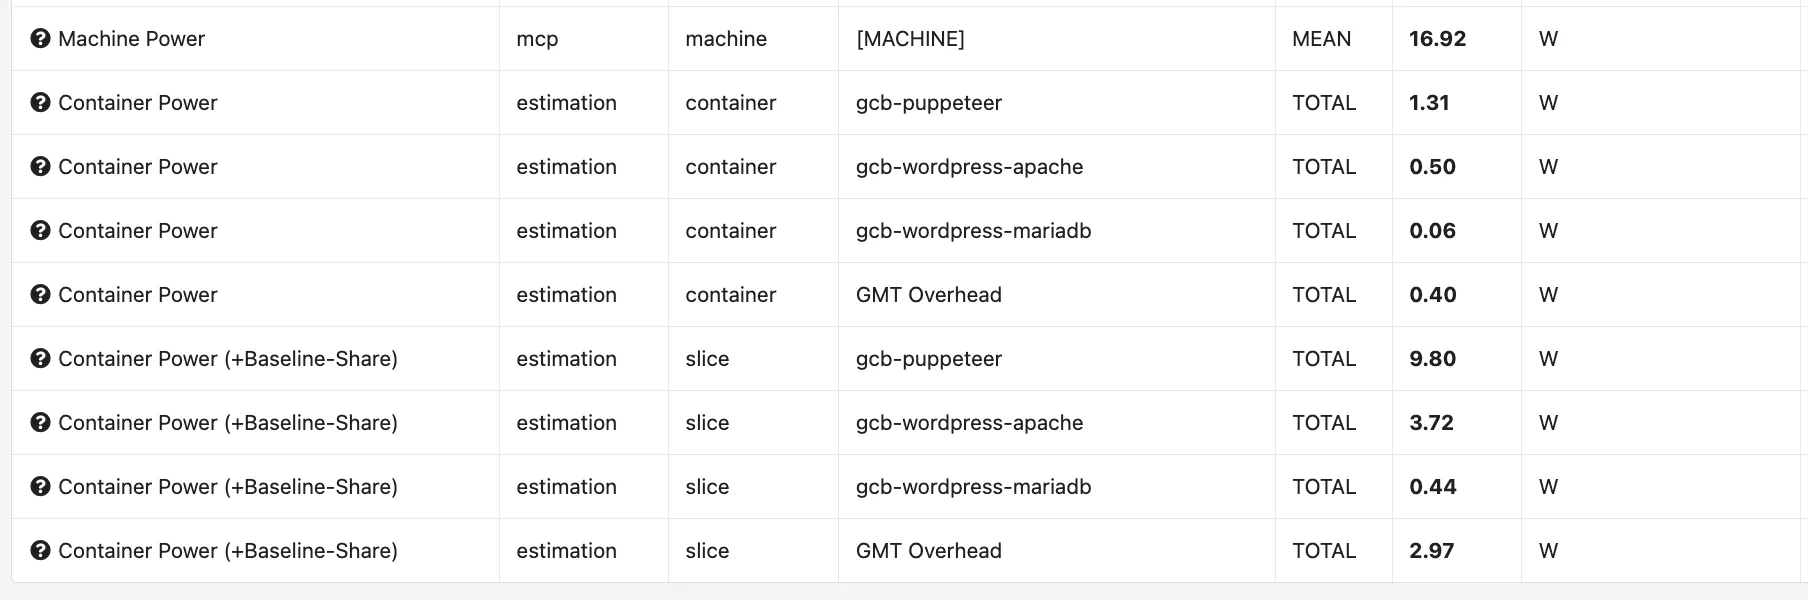 Machine Power mcp machine [MACHINE] MEAN 16.92 W
Container Power estimation container gcb-puppeteer TOTAL 1.31 W
Container Power estimation container gcb-wordpress-apache TOTAL 0.50 W
Container Power estimation container gcb-wordpress-mariadb TOTAL 0.06 W
Container Power estimation container GMT Overhead TOTAL 0.40 W
Container Power (+Baseline-Share) estimation slice gcb-puppeteer TOTAL 9.80 W
Container Power (+Baseline-Share) estimation slice gcb-wordpress-apache TOTAL 3.72 W
Container Power (+Baseline-Share) estimation slice gcb-wordpress-mariadb TOTAL 0.44 W
Container Power (+Baseline-Share) estimation slice GMT Overhead TOTAL 2.97 W